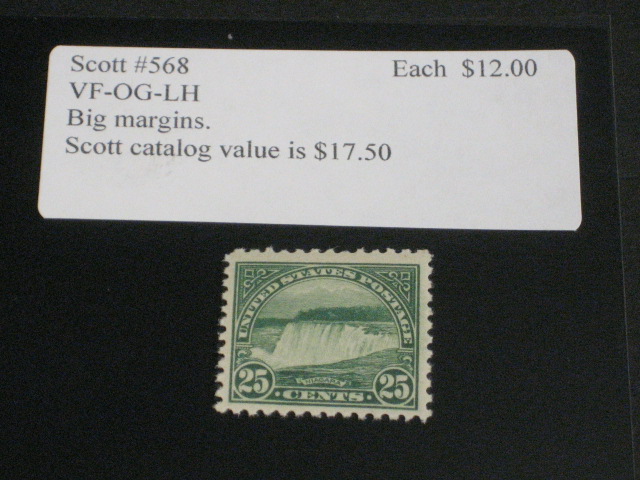 Scott #568 Each $12.00
VF-OG-LH
Big margins.
Scott catalog value is $17.50
UNITED STATES POSTAGE
NIAGARA
25 25
CENTS